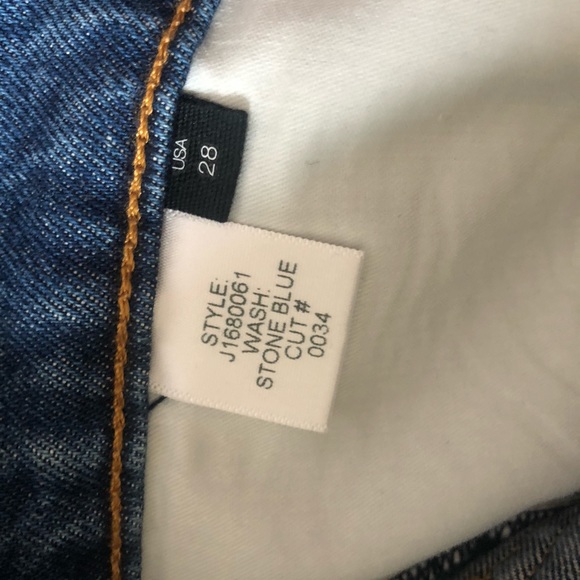 USA
28
STYLE:
J1680061
WASH:
STONE BLUE
CUT #
0034